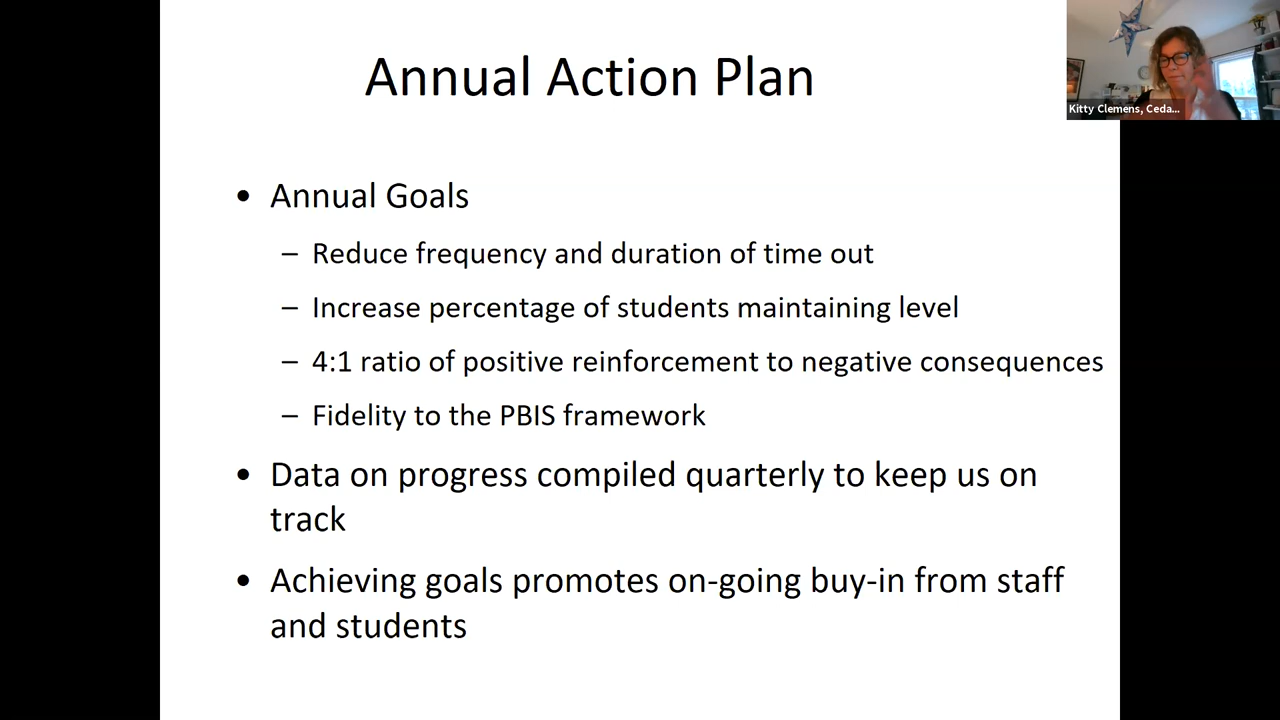 Annual Action Plan
Kitty Clemens, Ceda...
• Annual Goals
– Reduce frequency and duration of time out
– Increase percentage of students maintaining level
– 4:1 ratio of positive reinforcement to negative consequences
– Fidelity to the PBIS framework
• Data on progress compiled quarterly to keep us on
track
• Achieving goals promotes on-going buy-in from staff
and students